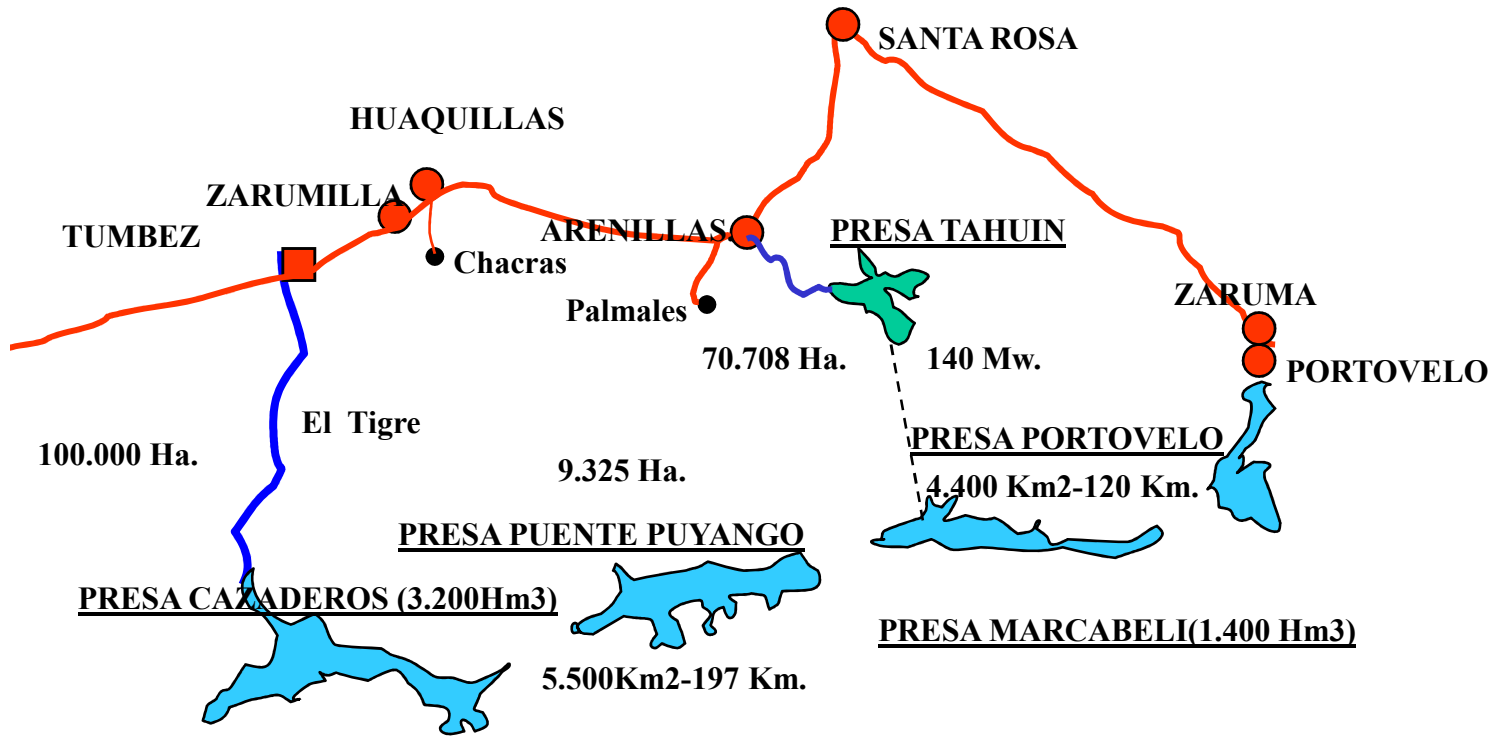 SANTA ROSA
HUAQUILLAS
ZARUMILLA
TUMBEZ
ARENILLAS.
PRESA TAHUIN
Chacras
ZARUMA
Palmales
70.708 Ha.
140 Mw.
PORTOVELO
El Tigre
100.000 Ha.
PRESA PORTOVELO
9.325 Ha.
4.400 Km2-120 Km.
PRESA PUENTE PUYANGO
PRESA CAZADEROS (3.200Hm3)
PRESA MARCABELI(1.400 Hm3)
5.500Km2-197 Km.